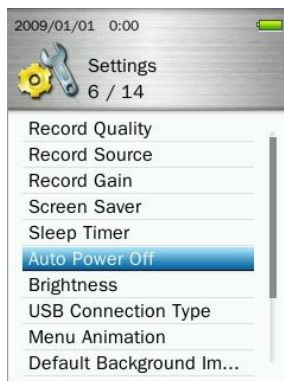 2009/01/01 0:00
Settings
6 / 14
Record Quality
Record Source
Record Gain
Screen Saver
Sleep Timer
Auto Power Off
Brightness
USB Connection Type
Menu Animation
Default Background Im...